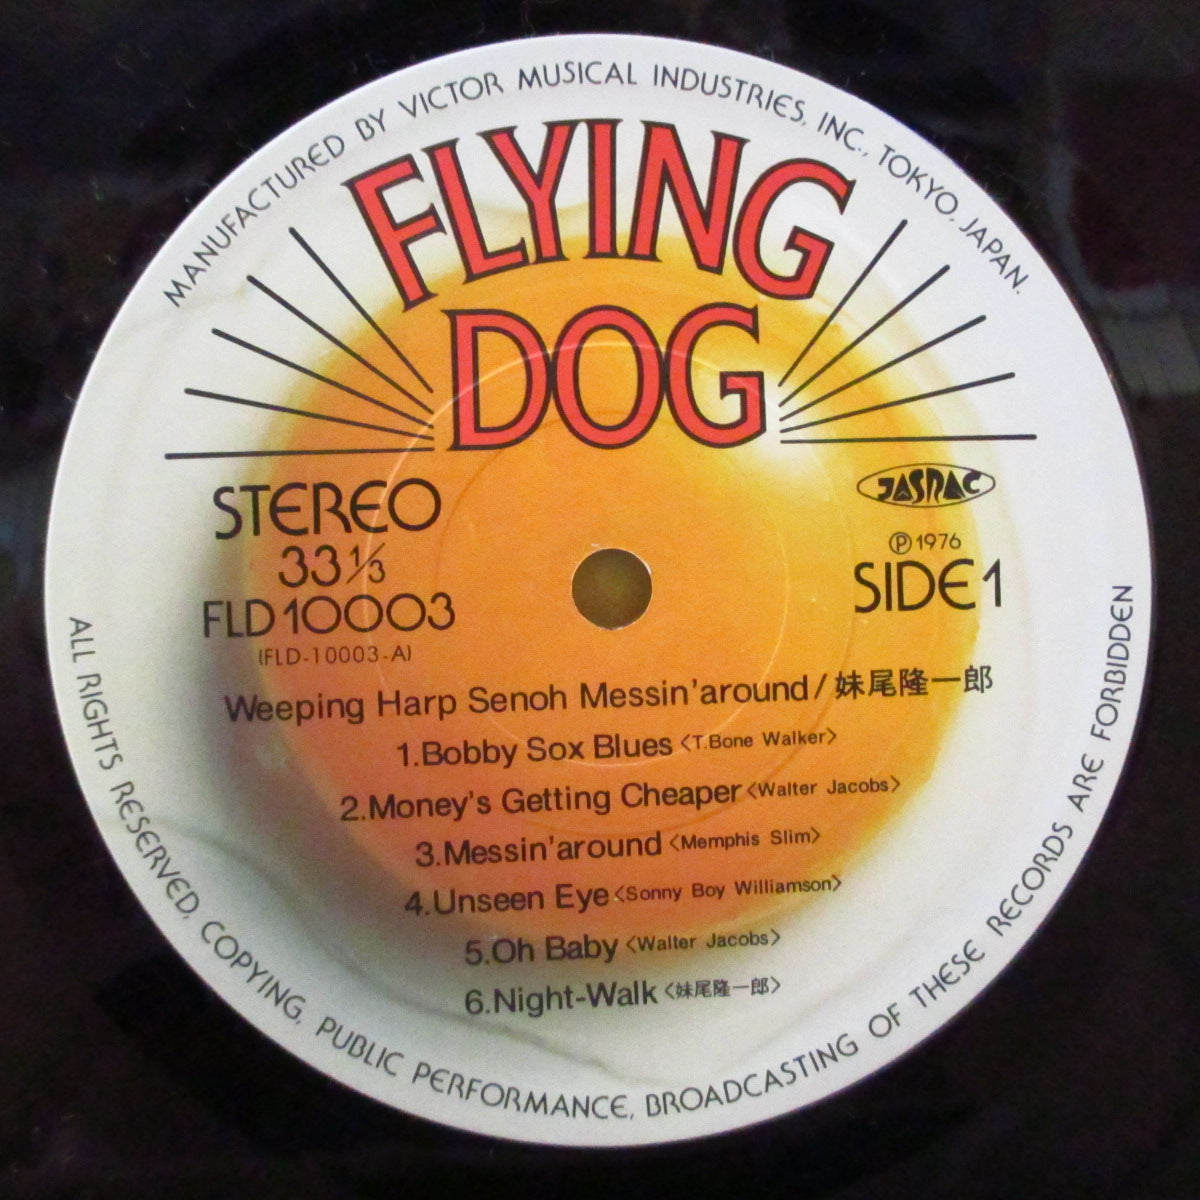 MANUFACTURED BY VICTOR MUSICAL INDUSTRIES, INC., TOKYO, JAPAN.
FLYING
DOG
JASRAC
STEREO
33 1/3
FLD 10003
(FLD-10003-A)
Ⓟ1976
SIDE 1
Weeping Harp Senoh Messin'around/妹尾隆一郎
1.Bobby Sox Blues <T.Bone Walker>
2.Money's Getting Cheaper <Walter Jacobs>
3.Messin'around <Memphis Slim>
4.Unseen Eye <Sonny Boy Williamson>
5.Oh Baby <Walter Jacobs>
6.Night-Walk <妹尾隆一郎>
ALL RIGHTS RESERVED, COPYING, PUBLIC PERFORMANCE, BROADCASTING OF THESE RECORDS ARE FORBIDDEN